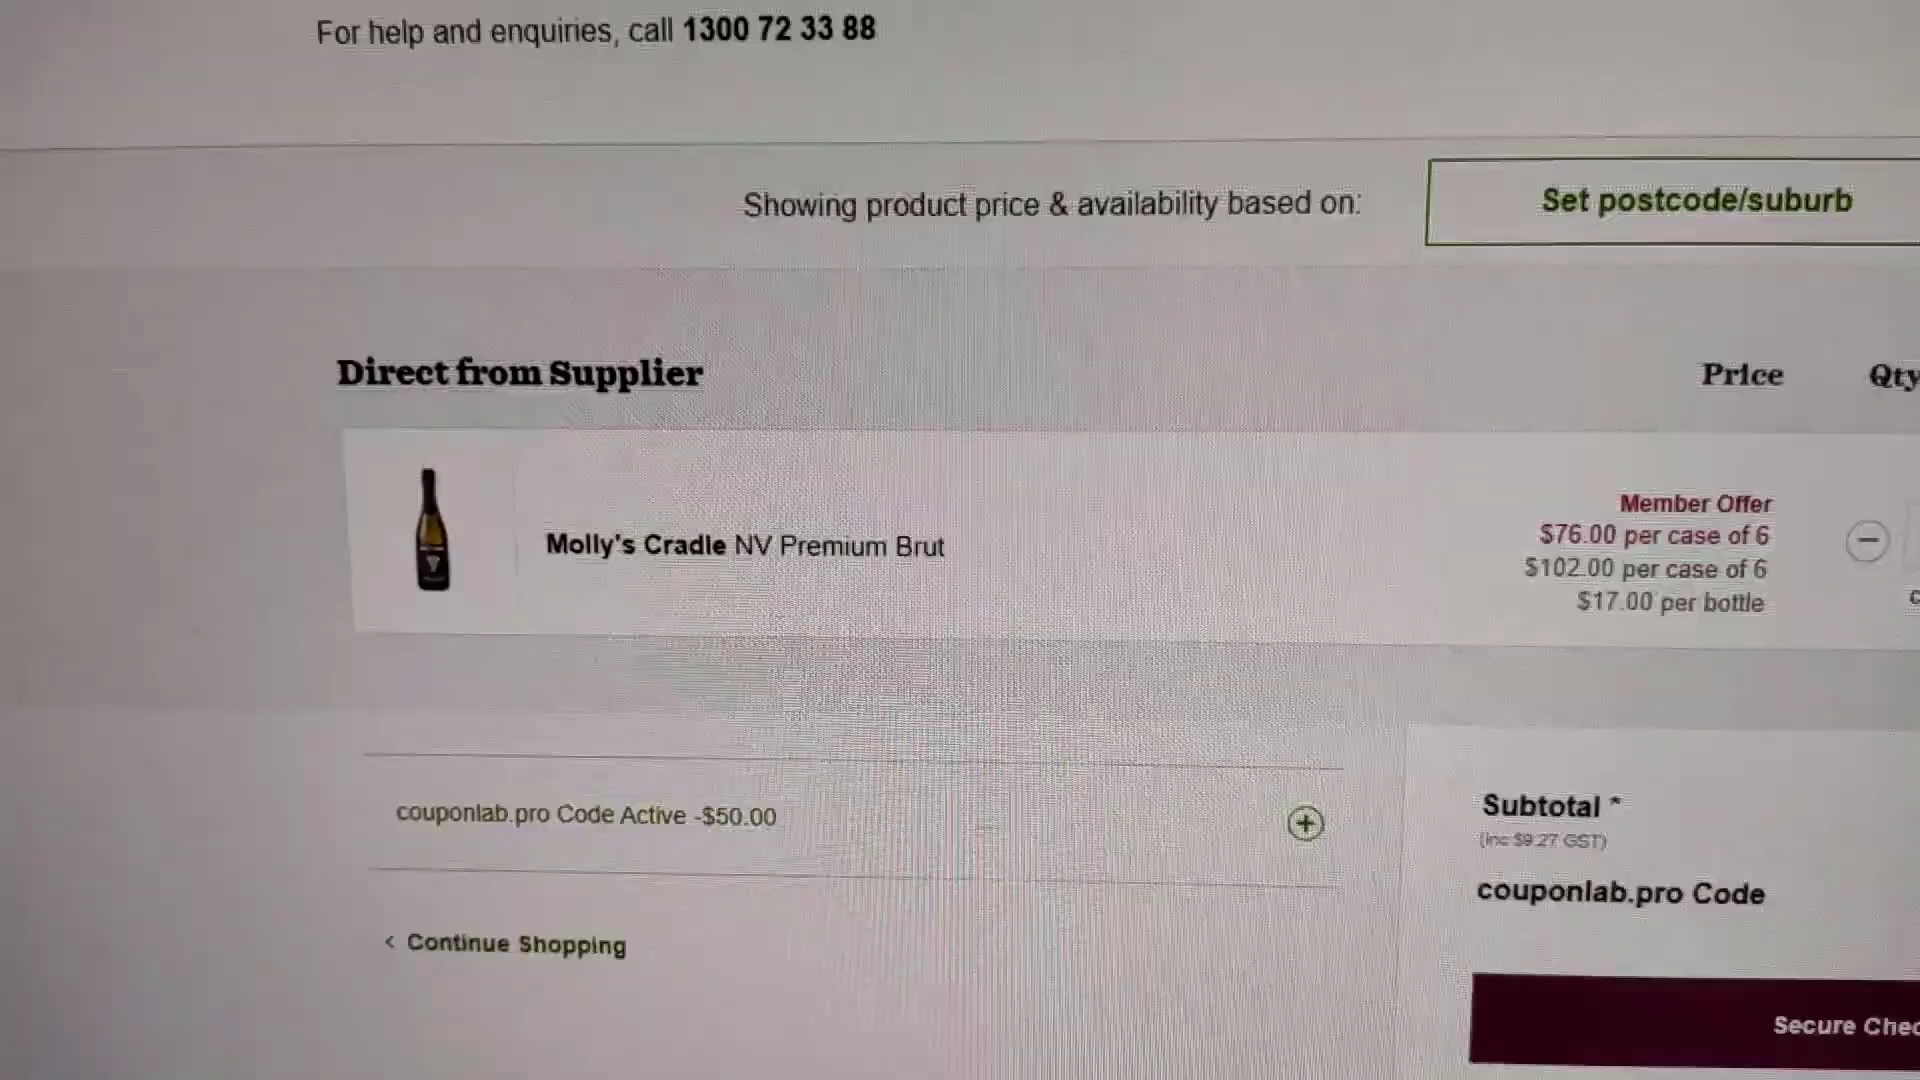 For help and enquiries, call 1300 72 33 88
Showing product price & availability based on:
Set postcode/suburb
Direct from Supplier
Price
Qty
Molly's Cradle NV Premium Brut
Member Offer
$76.00 per case of 6
$102.00 per case of 6
$17.00 per bottle
couponlab.pro Code Active -$50.00
Subtotal *
(inc $9.27 GST)
couponlab.pro Code
< Continue Shopping
Secure Chec